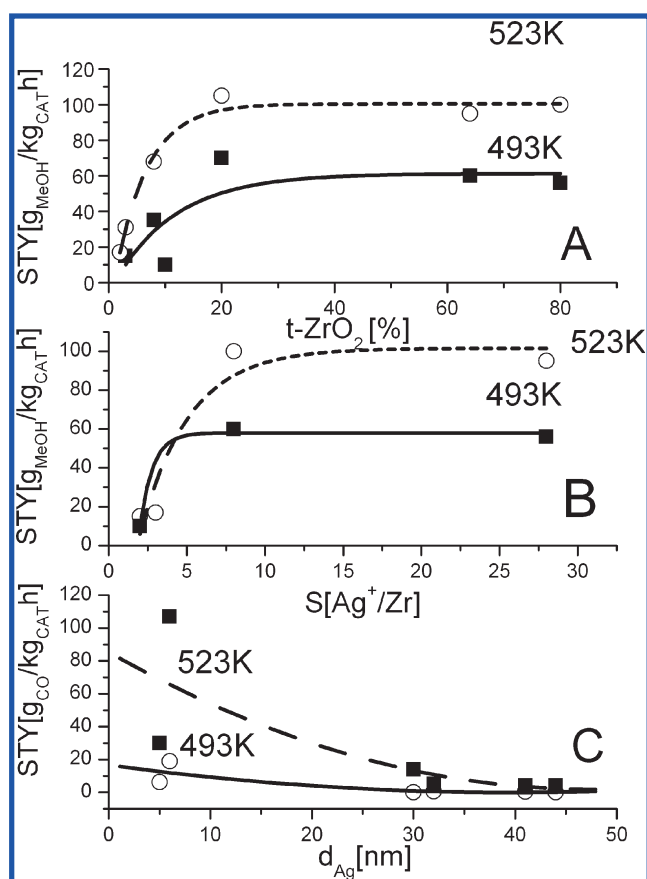 523K
STY[g_MeOH/kg_CAT h]
120
100
80
60
40
20
0
493K
A
0 20 40 60 80
t-ZrO₂[%]
STY[g_MeOH/kg_CAT h]
100
80
60
40
20
0
523K
493K
B
0 5 10 15 20 25 30
S[Ag⁺/Zr]
STY[g_CO/kg_CAT h]
120
100
80
60
40
20
0
523K
493K
C
0 10 20 30 40 50
d_Ag[nm]